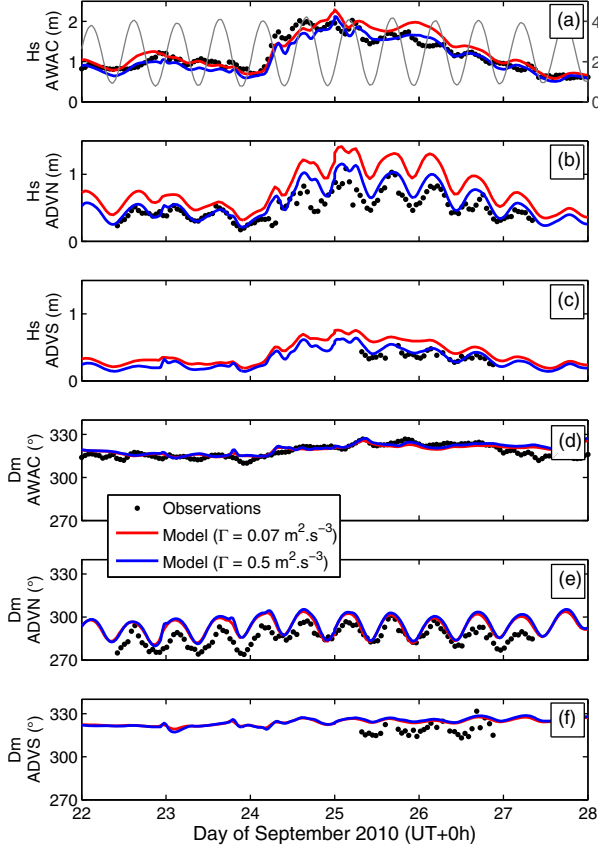 (a)
Hs
AWAC (m)
2
1
0
4
2
0
(b)
Hs
ADVN (m)
1
0
(c)
Hs
ADVS (m)
1
0
(d)
Dm
AWAC (°)
330
315
270
Observations
Model (Γ = 0.07 m².s⁻³)
Model (Γ = 0.5 m².s⁻³)
(e)
Dm
ADVN (°)
330
300
270
(f)
Dm
ADVS (°)
330
315
270
22 23 24 25 26 27 28
Day of September 2010 (UT+0h)